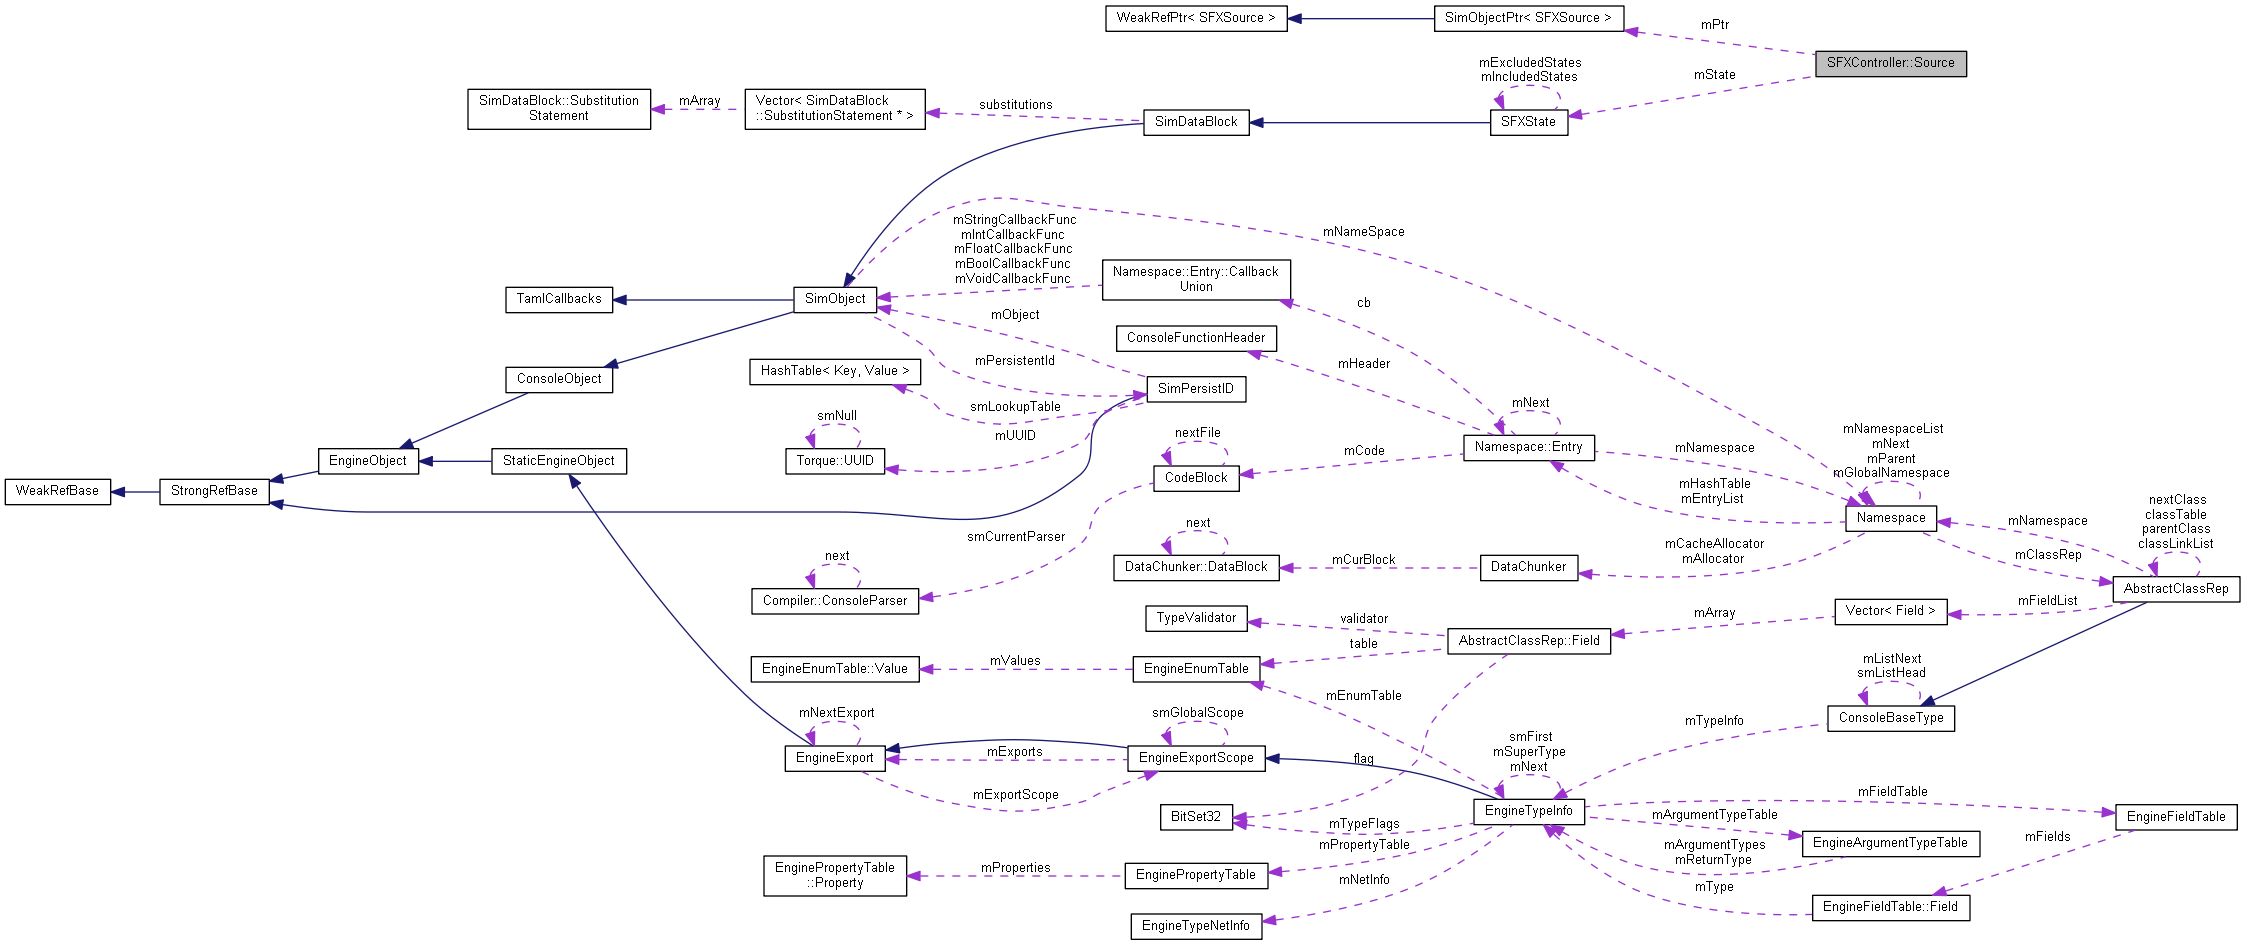 WeakRefPtr< SFXSource >
SimObjectPtr< SFXSource >
mPtr
SFXController::Source
mExcludedStates
mIncludedStates
mState
SimDataBlock::Substitution
Statement
mArray
Vector< SimDataBlock
::SubstitutionStatement * >
substitutions
SimDataBlock
SFXState
mStringCallbackFunc
mIntCallbackFunc
mFloatCallbackFunc
mBoolCallbackFunc
mVoidCallbackFunc
mNameSpace
Namespace::Entry::Callback
Union
TamlCallbacks
SimObject
cb
mObject
ConsoleFunctionHeader
mHeader
mPersistentId
HashTable< Key, Value >
ConsoleObject
SimPersistID
smLookupTable
smNull
mUUID
mNext
nextFile
EngineObject
StaticEngineObject
Torque::UUID
Namespace::Entry
mNamespace
mNamespaceList
mNext
mParent
mGlobalNamespace
mCode
CodeBlock
mHashTable
mEntryList
WeakRefBase
StrongRefBase
Namespace
nextClass
classTable
parentClass
classLinkList
mNamespace
mClassRep
smCurrentParser
next
next
DataChunker::DataBlock
mCurBlock
DataChunker
mCacheAllocator
mAllocator
AbstractClassRep
Compiler::ConsoleParser
TypeValidator
validator
AbstractClassRep::Field
mArray
Vector< Field >
mFieldList
table
EngineEnumTable::Value
mValues
EngineEnumTable
mListNext
smListHead
mEnumTable
ConsoleBaseType
mTypeInfo
mNextExport
smGlobalScope
EngineExport
mExports
EngineExportScope
flag
smFirst
mSuperType
mNext
mExportScope
EngineTypeInfo
mFieldTable
BitSet32
mTypeFlags
mArgumentTypeTable
EngineFieldTable
mPropertyTable
mArgumentTypes
mReturnType
EngineArgumentTypeTable
mFields
EnginePropertyTable
::Property
mProperties
EnginePropertyTable
mNetInfo
mType
EngineFieldTable::Field
EngineTypeNetInfo